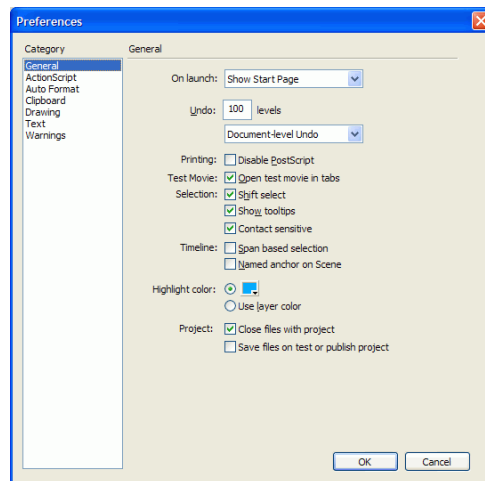 Preferences
Category
General
ActionScript
Auto Format
Clipboard
Drawing
Text
Warnings
General
On launch: Show Start Page
Undo: 100 levels
Document-level Undo
Printing: Disable PostScript
Test Movie: Open test movie in tabs
Selection: Shift select
Show tooltips
Contact sensitive
Timeline: Span based selection
Named anchor on Scene
Highlight color:
Use layer color
Project: Close files with project
Save files on test or publish project
OK Cancel